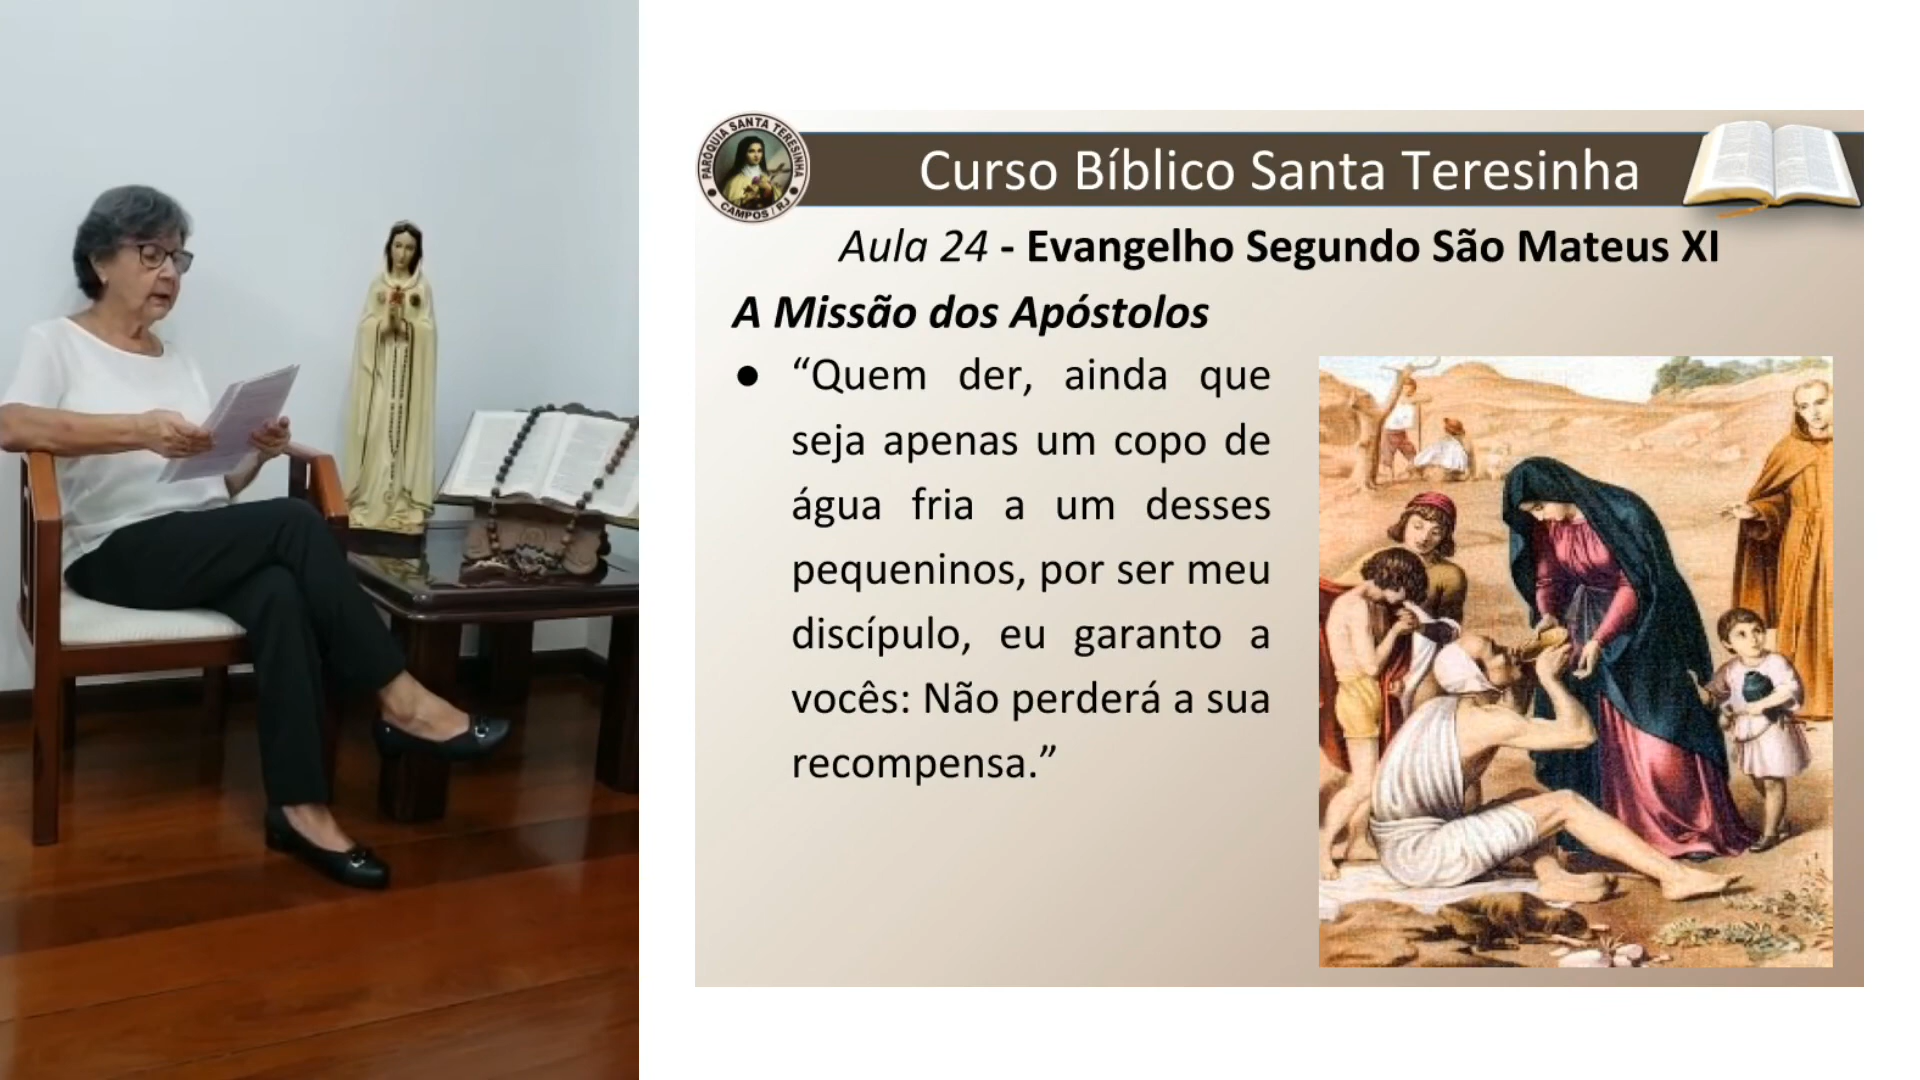 PARÓQUIA SANTA TERESINHA
CAMPOS / RJ
Curso Bíblico Santa Teresinha
Aula 24 - Evangelho Segundo São Mateus XI
A Missão dos Apóstolos
● “Quem der, ainda que
seja apenas um copo de
água fria a um desses
pequeninos, por ser meu
discípulo, eu garanto a
vocês: Não perderá a sua
recompensa.”